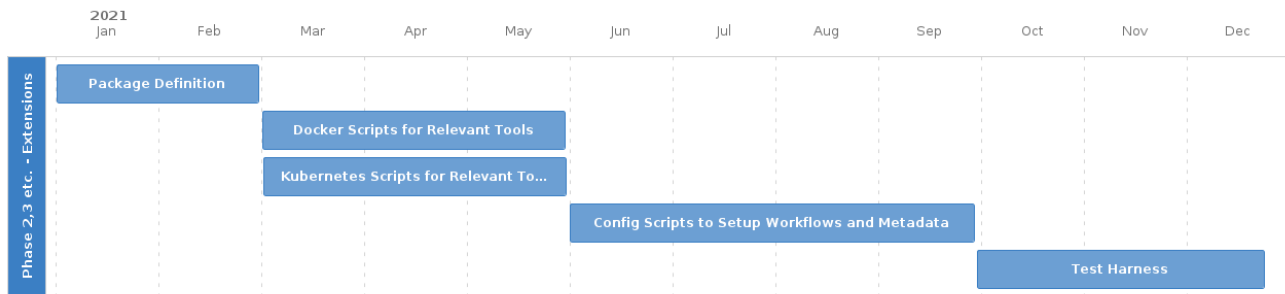 2021
Jan Feb Mar Apr May Jun Jul Aug Sep Oct Nov Dec
Phase 2,3 etc. - Extensions
Package Definition
Docker Scripts for Relevant Tools
Kubernetes Scripts for Relevant To...
Config Scripts to Setup Workflows and Metadata
Test Harness